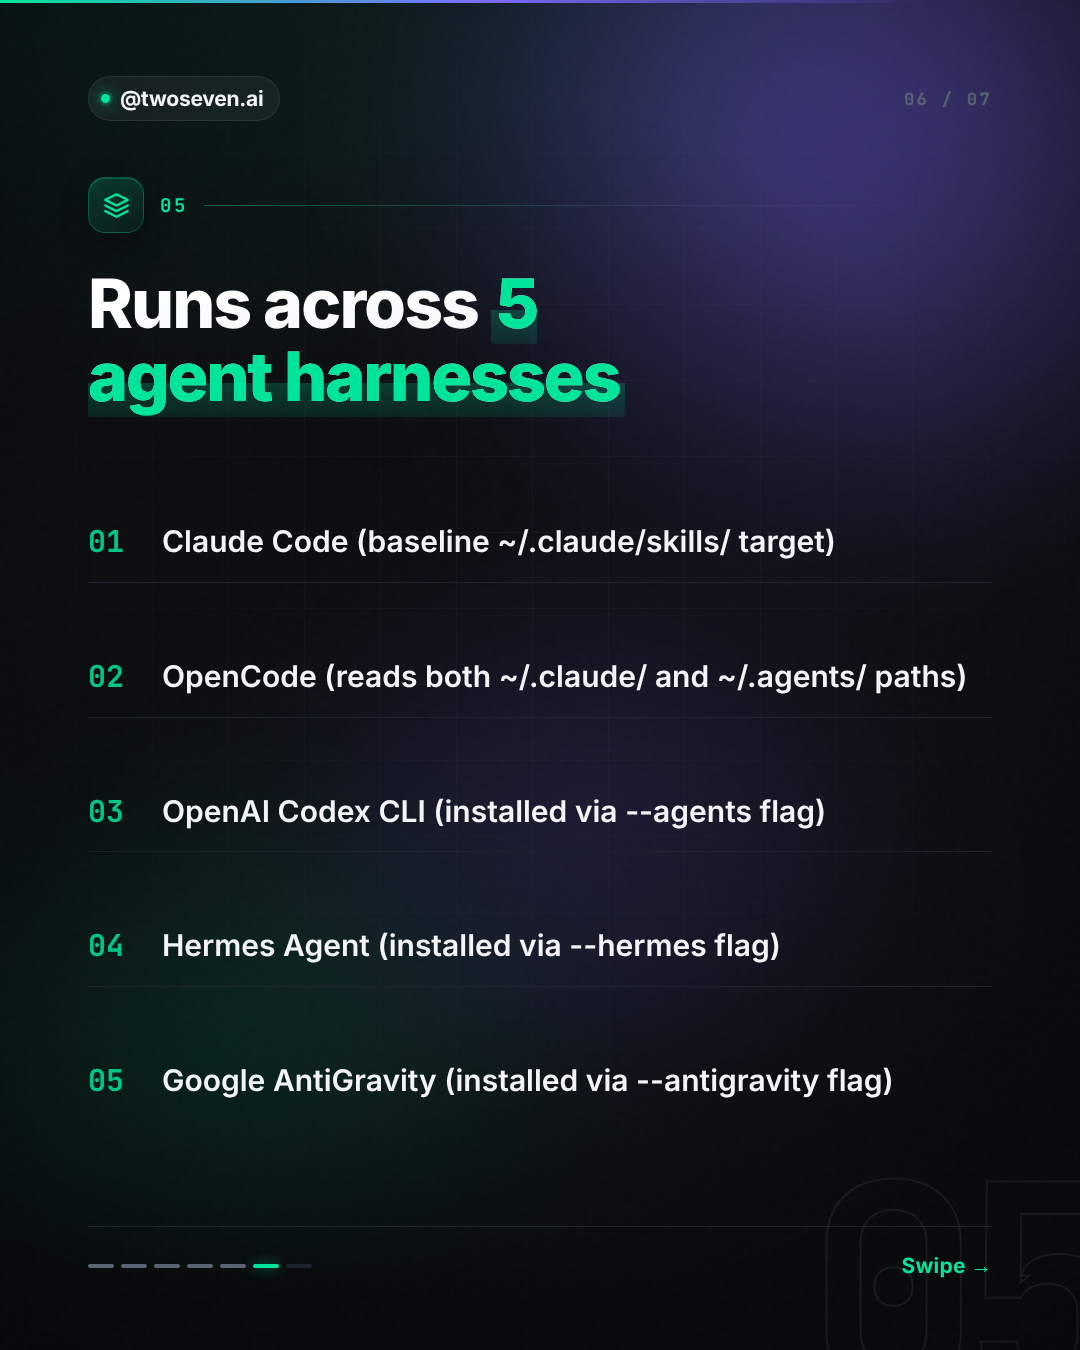 @twoseven.ai
06 / 07
05
Runs across 5
agent harnesses
01 Claude Code (baseline ~/.claude/skills/ target)
02 OpenCode (reads both ~/.claude/ and ~/.agents/ paths)
03 OpenAI Codex CLI (installed via --agents flag)
04 Hermes Agent (installed via --hermes flag)
05 Google AntiGravity (installed via --antigravity flag)
05
Swipe →